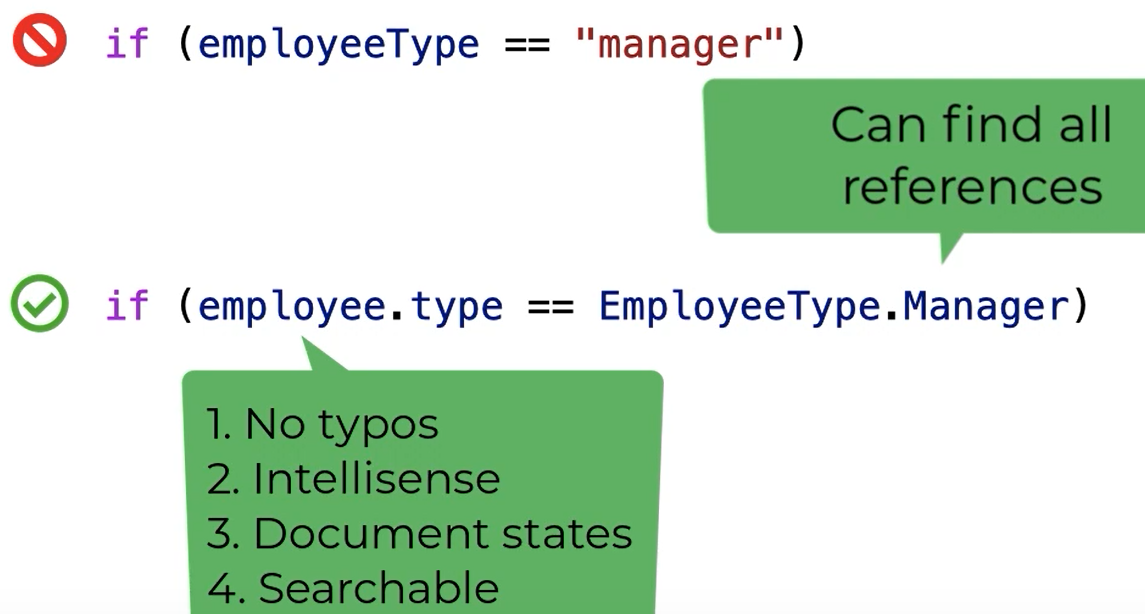 if (employeeType == "manager")
Can find all
references
if (employee.type == EmployeeType.Manager)
1. No typos
2. Intellisense
3. Document states
4. Searchable